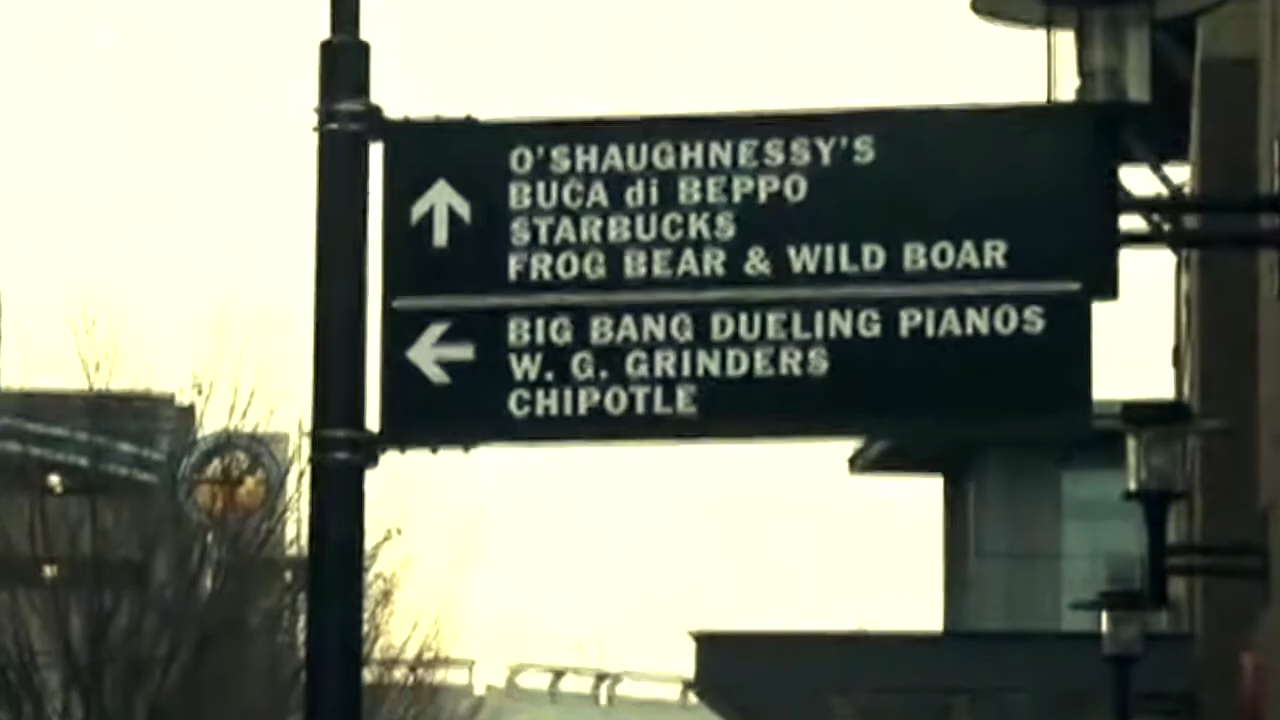 O'SHAUGHNESSY'S
BUCA di BEPPO
STARBUCKS
FROG BEAR & WILD BOAR
BIG BANG DUELING PIANOS
W. G. GRINDERS
CHIPOTLE